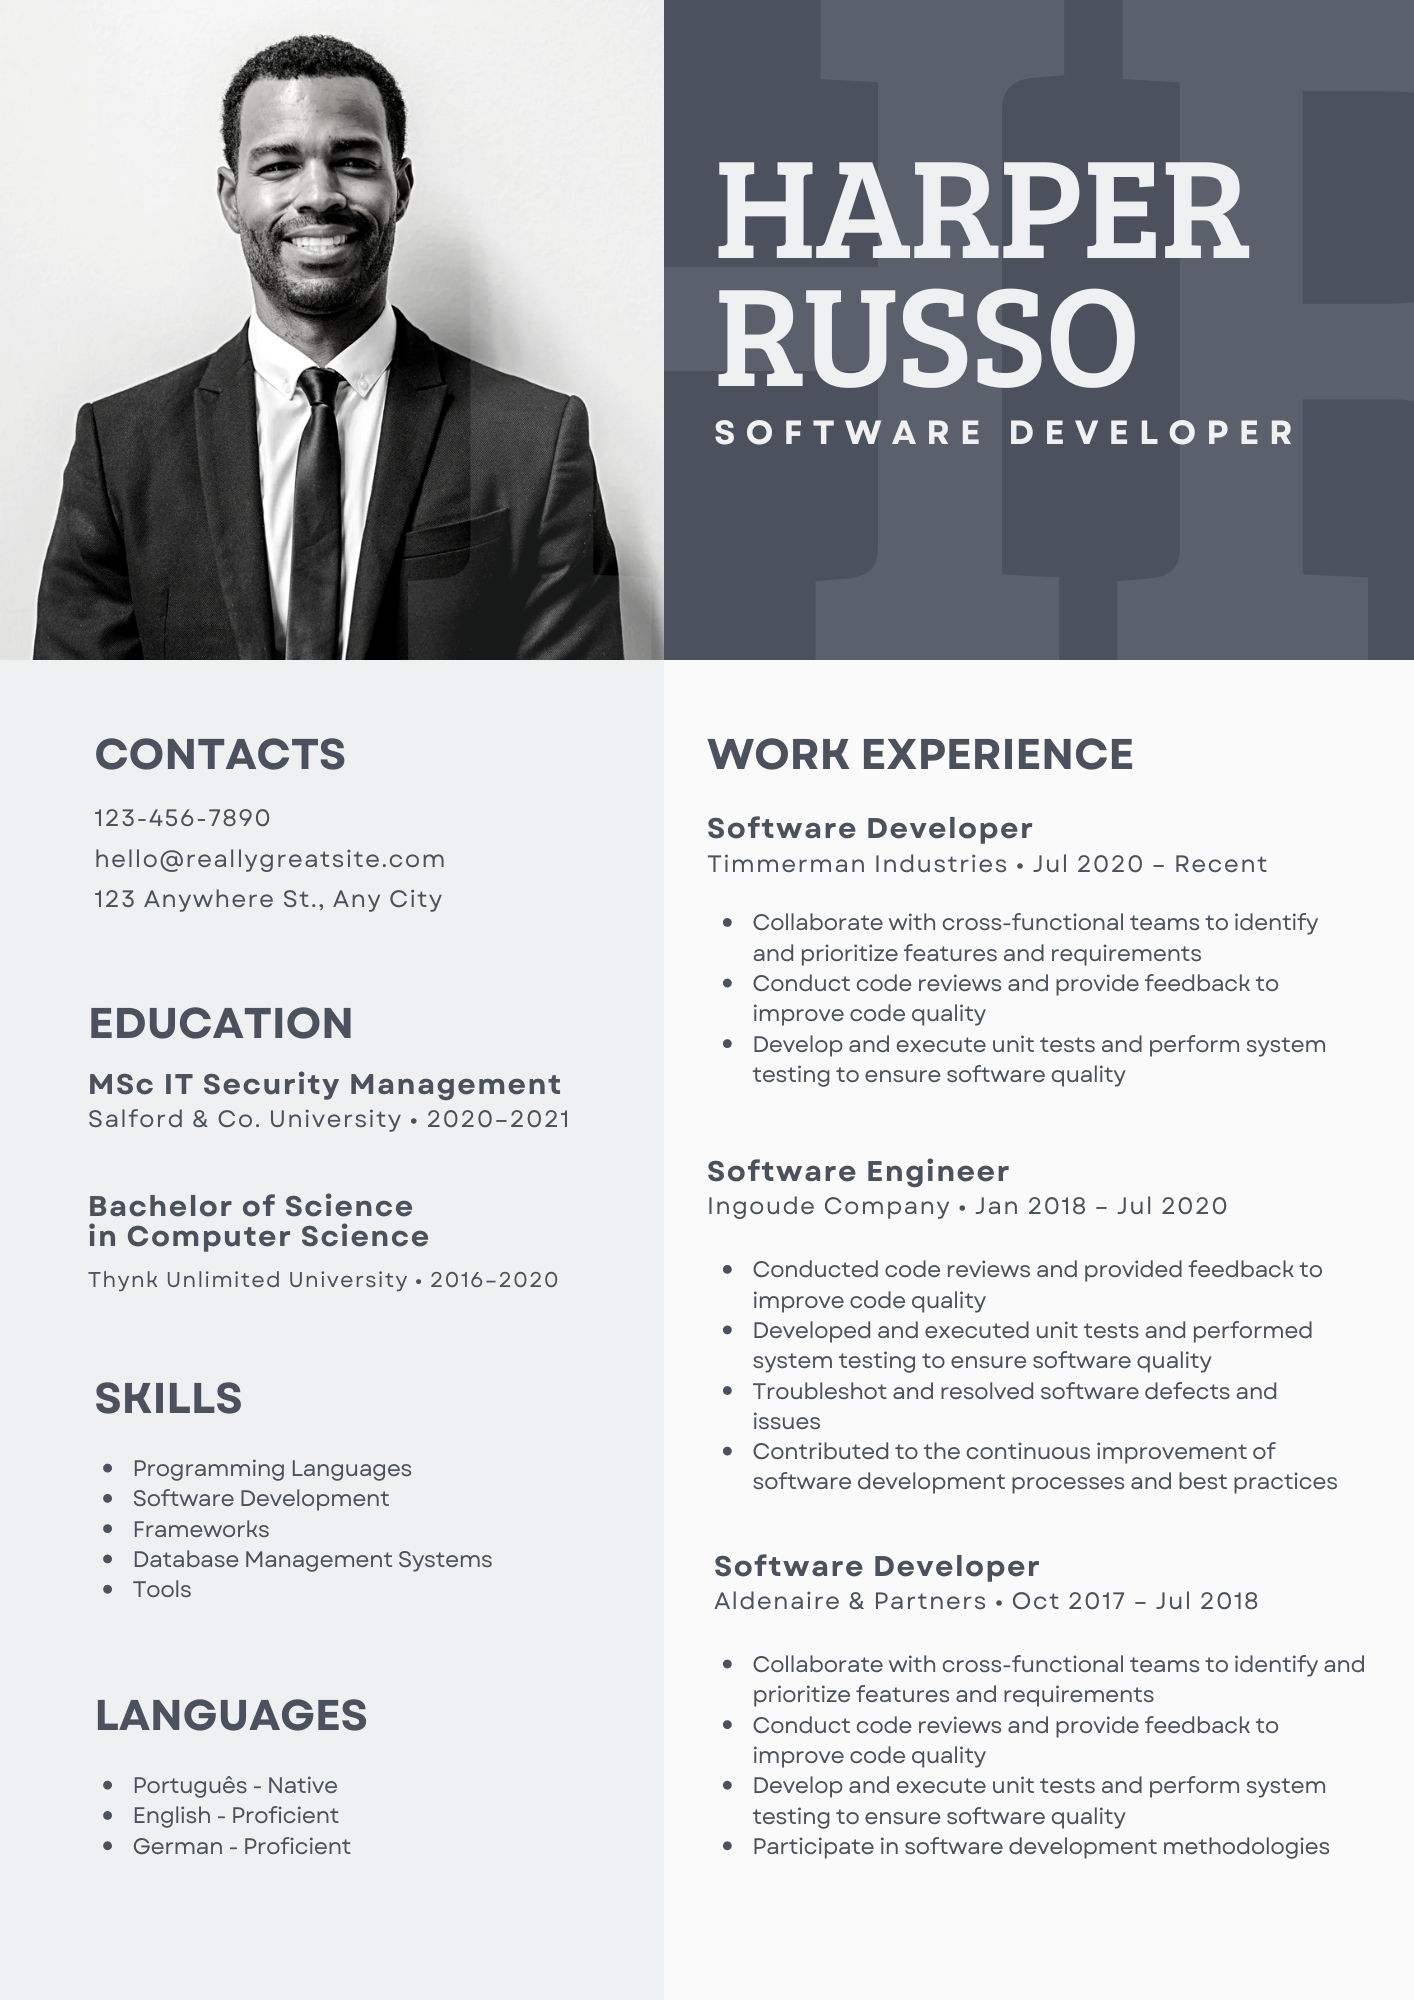 HARPER
RUSSO
SOFTWARE DEVELOPER
CONTACTS
123-456-7890
hello@reallygreatsite.com
123 Anywhere St., Any City
EDUCATION
MSc IT Security Management
Salford & Co. University • 2020–2021
Bachelor of Science
in Computer Science
Thynk Unlimited University • 2016–2020
SKILLS
• Programming Languages
• Software Development
• Frameworks
• Database Management Systems
• Tools
LANGUAGES
• Português - Native
• English - Proficient
• German - Proficient
WORK EXPERIENCE
Software Developer
Timmerman Industries • Jul 2020 – Recent
• Collaborate with cross-functional teams to identify
and prioritize features and requirements
• Conduct code reviews and provide feedback to
improve code quality
• Develop and execute unit tests and perform system
testing to ensure software quality
Software Engineer
Ingoude Company • Jan 2018 – Jul 2020
• Conducted code reviews and provided feedback to
improve code quality
• Developed and executed unit tests and performed
system testing to ensure software quality
• Troubleshot and resolved software defects and
issues
• Contributed to the continuous improvement of
software development processes and best practices
Software Developer
Aldenaire & Partners • Oct 2017 – Jul 2018
• Collaborate with cross-functional teams to identify and
prioritize features and requirements
• Conduct code reviews and provide feedback to
improve code quality
• Develop and execute unit tests and perform system
testing to ensure software quality
• Participate in software development methodologies